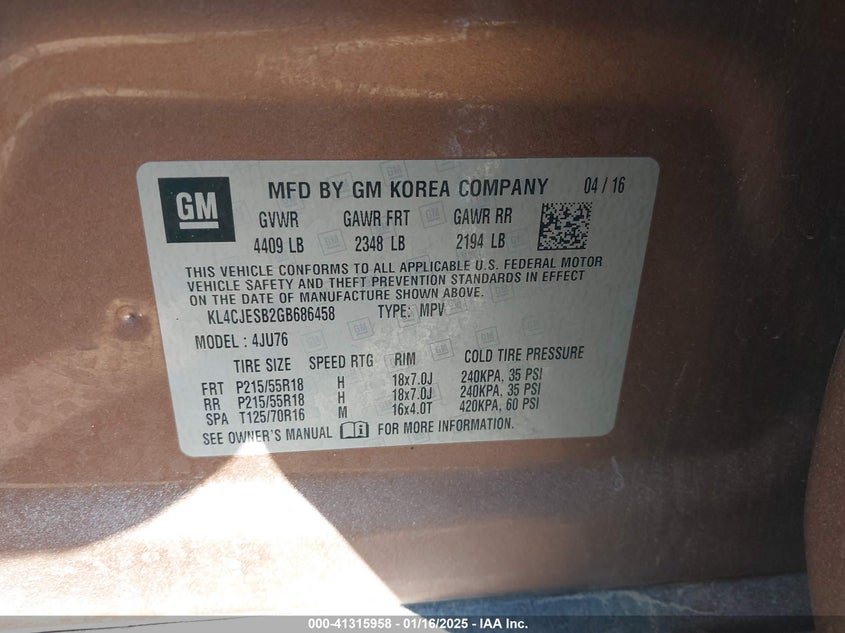 GM MFD BY GM KOREA COMPANY 04 / 16
GVWR GAWR FRT GAWR RR
4409 LB 2348 LB 2194 LB
THIS VEHICLE CONFORMS TO ALL APPLICABLE U.S. FEDERAL MOTOR
VEHICLE SAFETY AND THEFT PREVENTION STANDARDS IN EFFECT
ON THE DATE OF MANUFACTURE SHOWN ABOVE.
KL4CJESB2GB686458 TYPE: MPV
MODEL : 4JU76
TIRE SIZE SPEED RTG RIM COLD TIRE PRESSURE
FRT P215/55R18 H 18x7.0J 240KPA, 35 PSI
RR P215/55R18 H 18x7.0J 240KPA, 35 PSI
SPA T125/70R16 M 16x4.0T 420KPA, 60 PSI
SEE OWNER'S MANUAL FOR MORE INFORMATION.
000-41315958 - 01/16/2025 - IAA Inc.